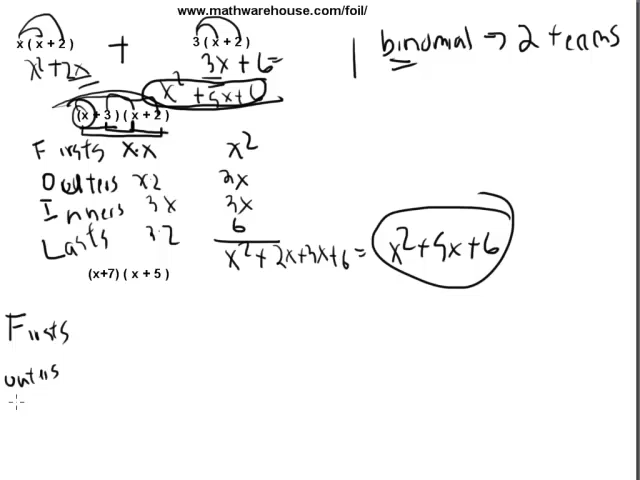 www.mathwarehouse.com/foil/
x(x + 2) + 3(x + 2) | binomial ⇒ 2 terms
x² + 2x 3x + 6 =
x² + 5x + 6
(x + 3)(x + 2)
Firsts x·x x²
Outers x·2 2x
Inners 3x 3x
Lasts 3·2 6
x² + 2x + 3x + 6 = x² + 5x + 6
(x+7)(x + 5)
Firsts
outers